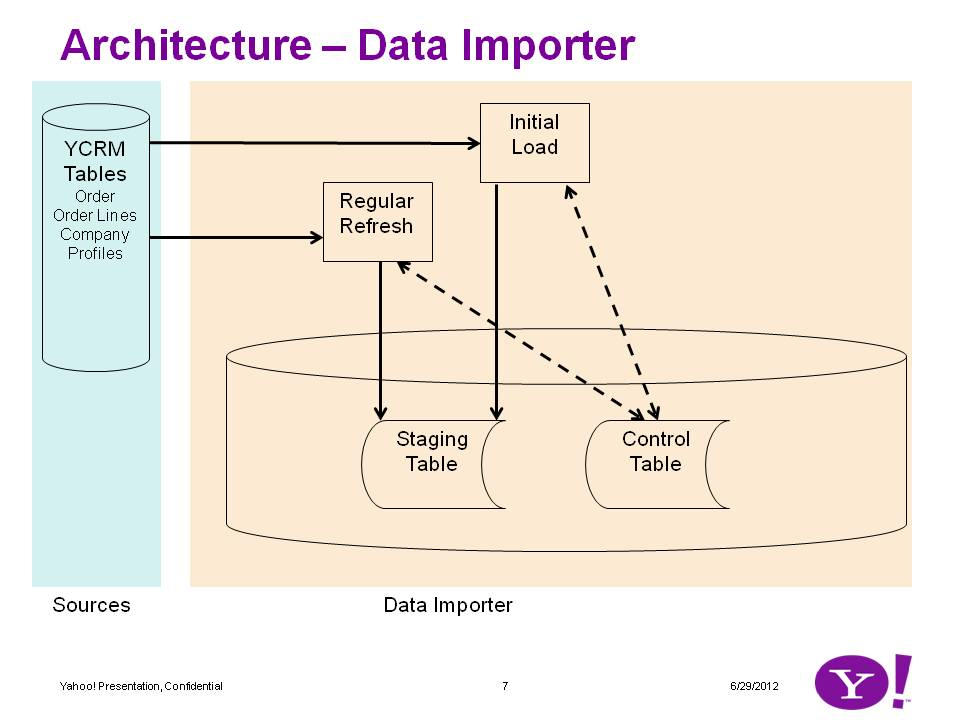 Architecture – Data Importer
YCRM
Tables
Order
Order Lines
Company
Profiles
Initial
Load
Regular
Refresh
Staging
Table
Control
Table
Sources
Data Importer
Yahoo! Presentation, Confidential
7
6/29/2012
Y!